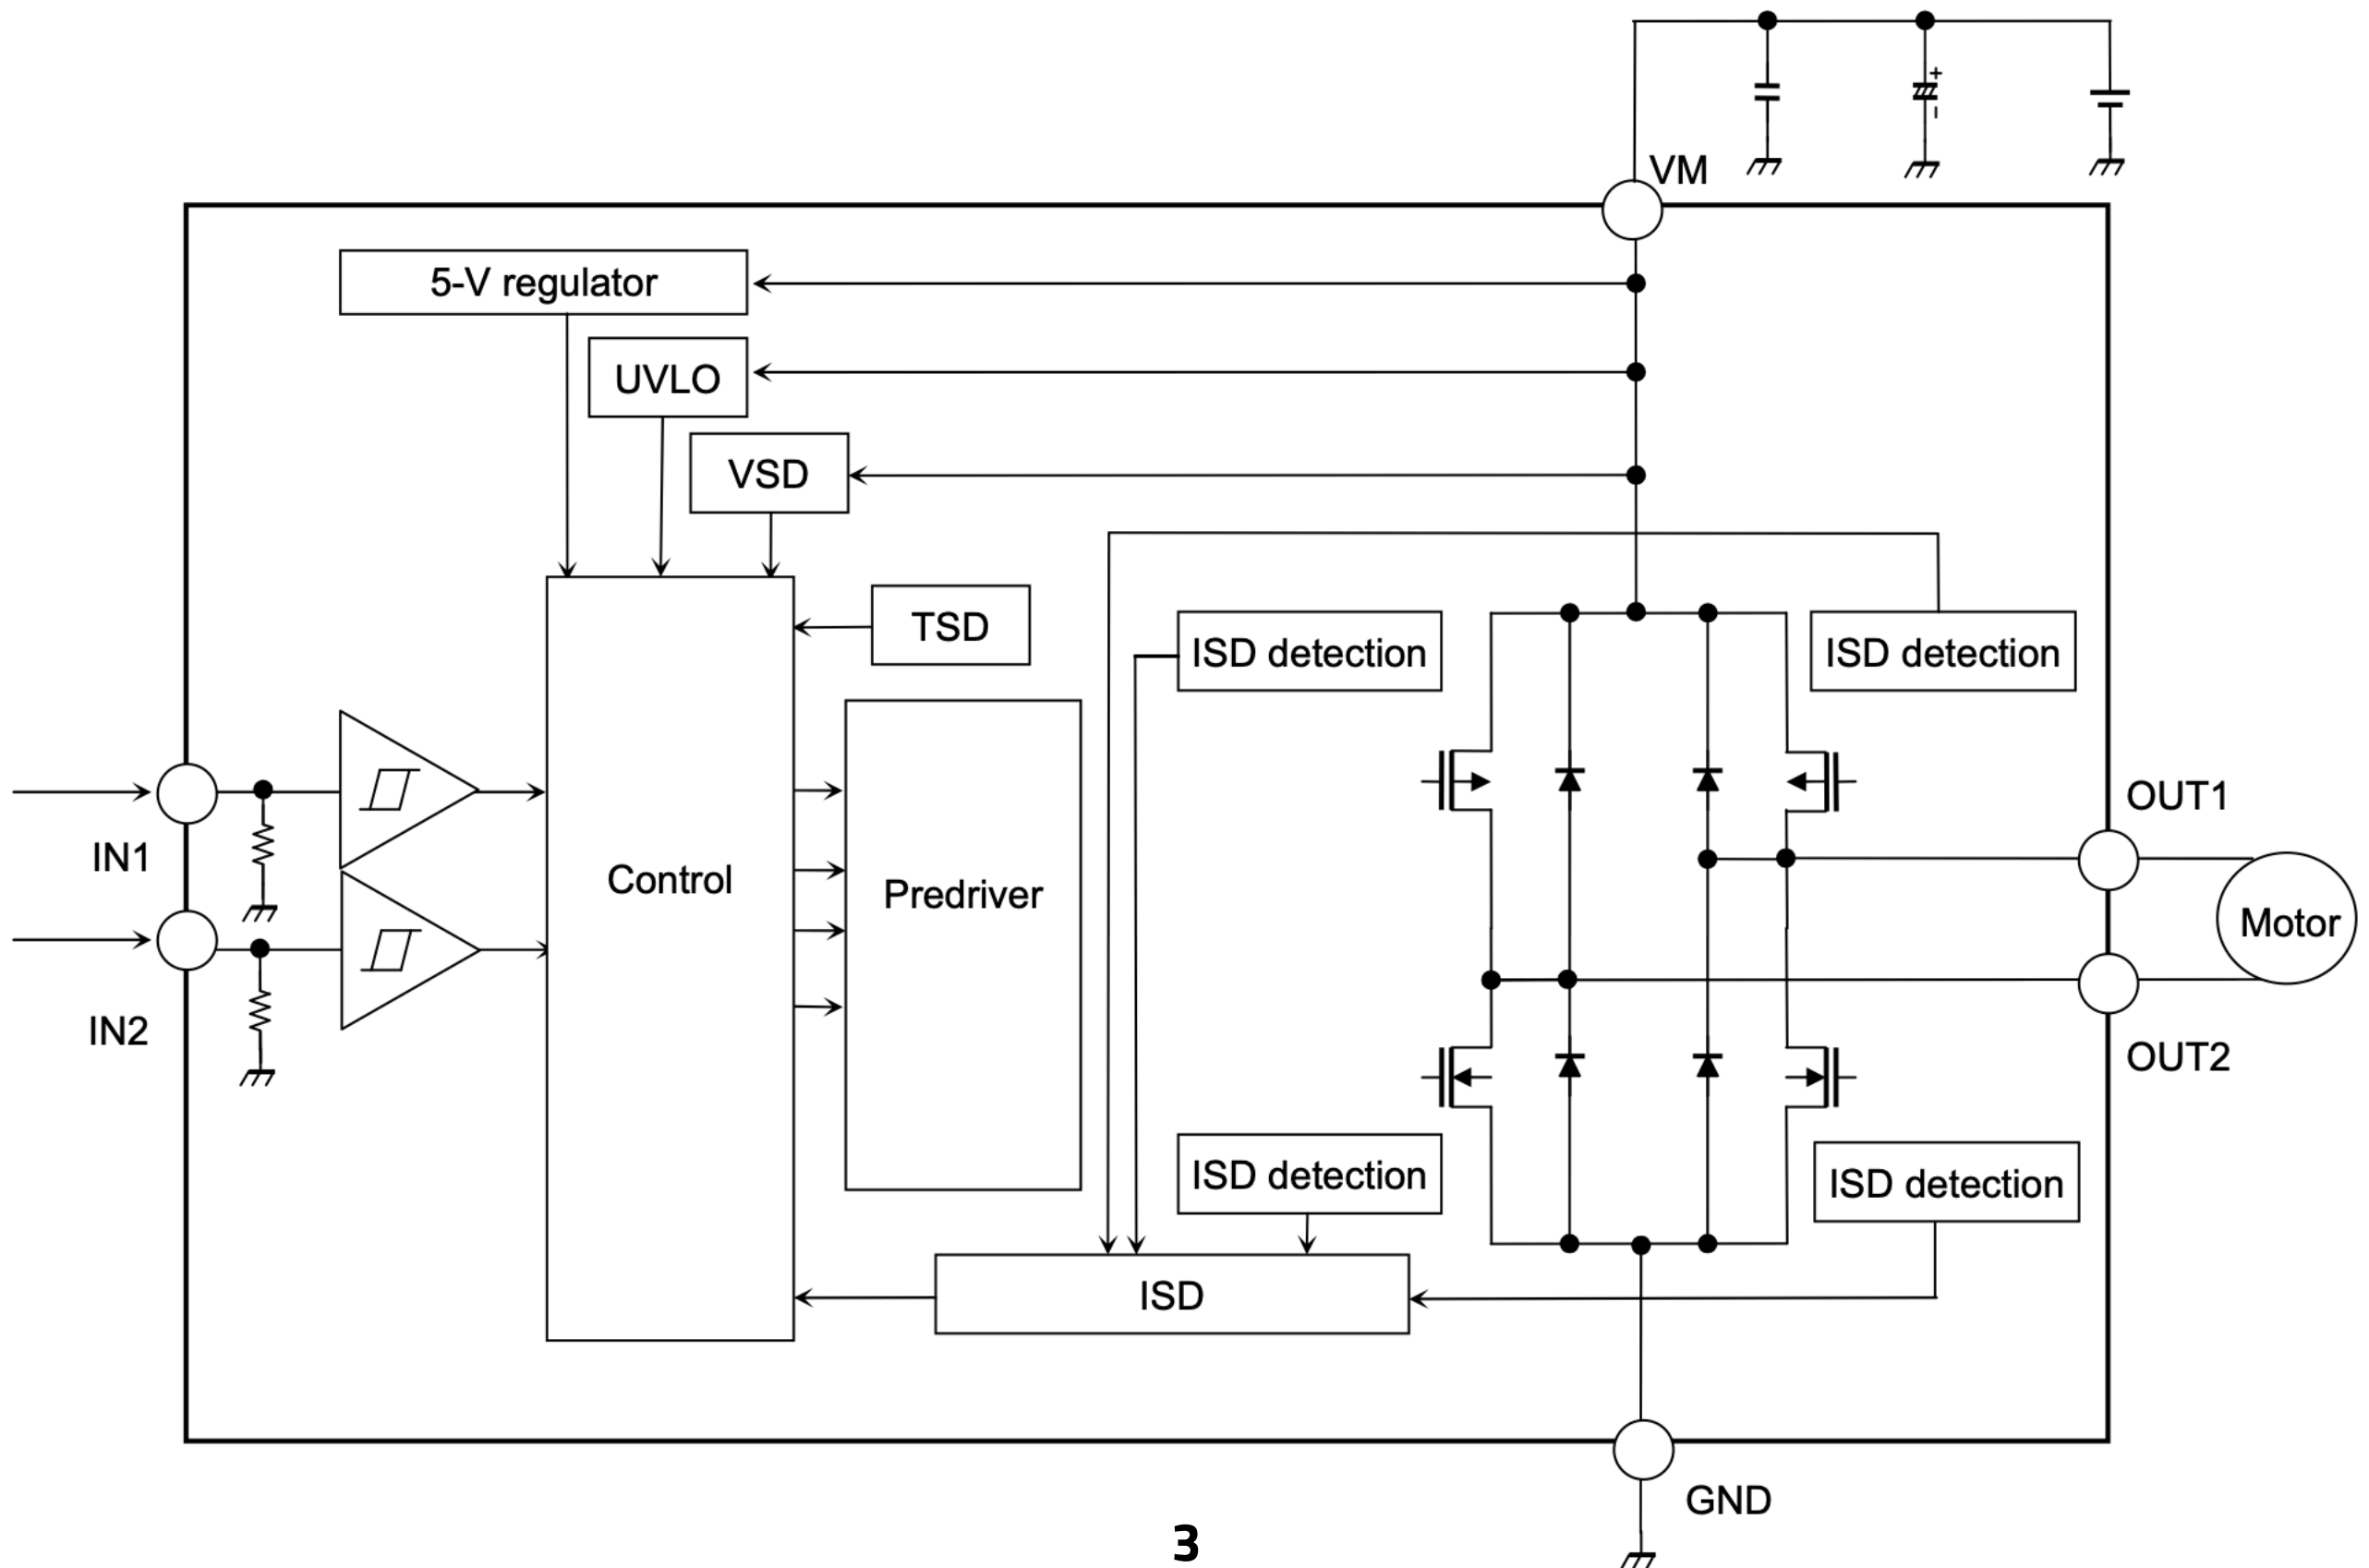 VM
5-V regulator
UVLO
VSD
TSD
ISD detection
ISD detection
OUT1
IN1
Control
Predriver
Motor
IN2
OUT2
ISD detection
ISD detection
ISD
GND
3
+
−